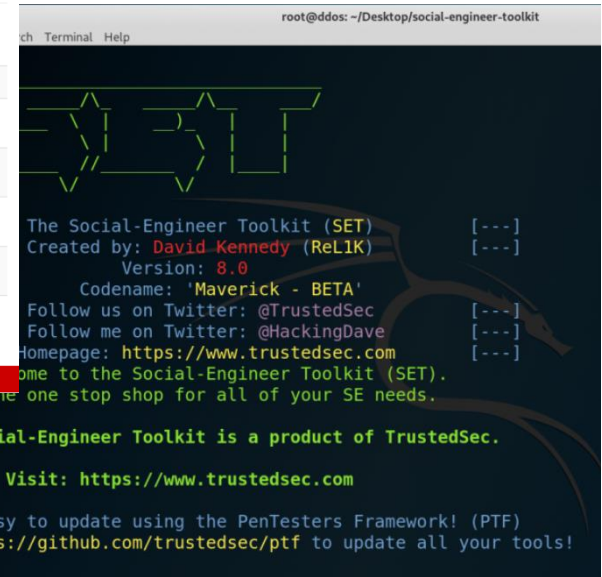 root@ddos: ~/Desktop/social-engineer-toolkit
ch Terminal Help
The Social-Engineer Toolkit (SET) [---]
Created by: David Kennedy (ReL1K) [---]
Version: 8.0
Codename: 'Maverick - BETA'
Follow us on Twitter: @TrustedSec [---]
Follow me on Twitter: @HackingDave [---]
Homepage: https://www.trustedsec.com [---]
ome to the Social-Engineer Toolkit (SET).
he one stop shop for all of your SE needs.
ial-Engineer Toolkit is a product of TrustedSec.
Visit: https://www.trustedsec.com
sy to update using the PenTesters Framework! (PTF)
s://github.com/trustedsec/ptf to update all your tools!